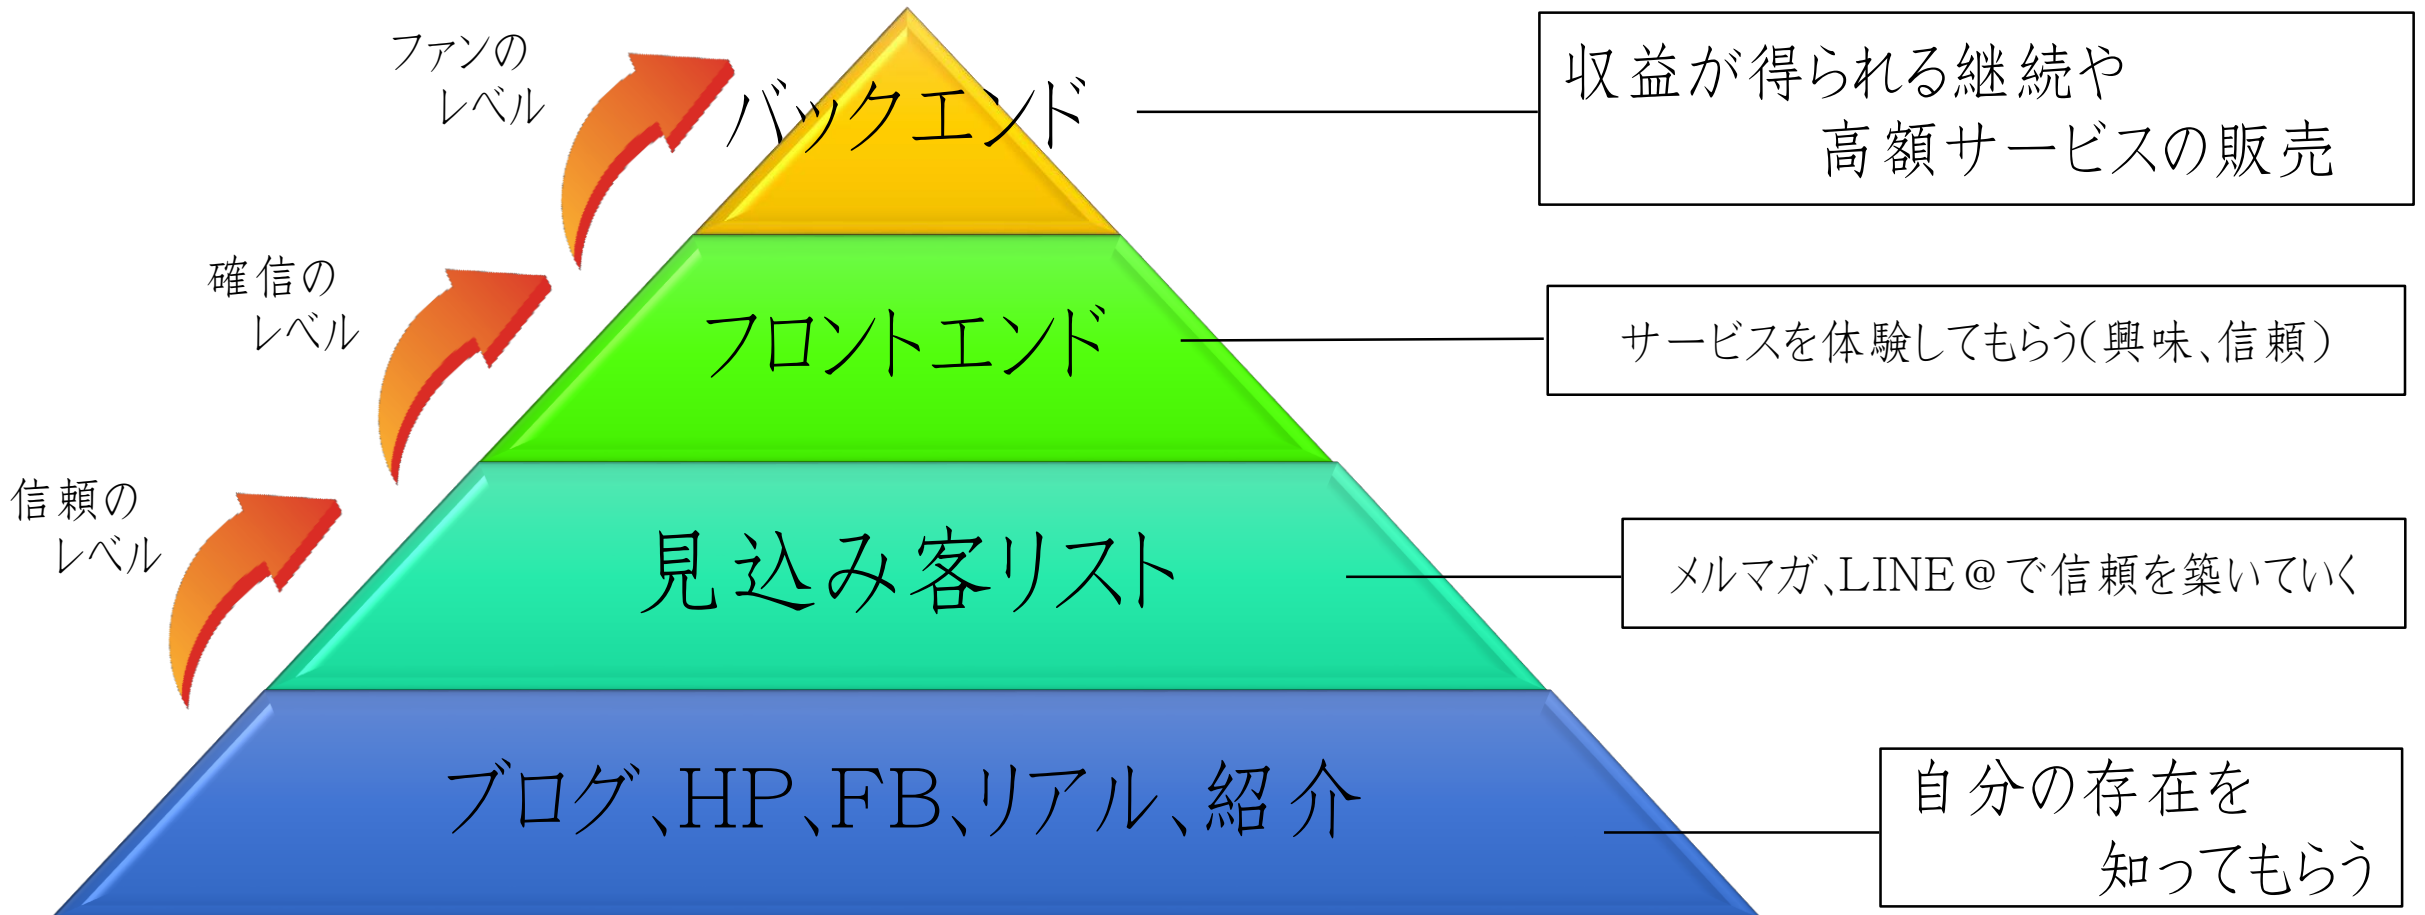 ファンの
レベル
バックエンド
収益が得られる継続や
高額サービスの販売
確信の
レベル
フロントエンド
サービスを体験してもらう(興味、信頼)
信頼の
レベル
見込み客リスト
メルマガ、LINE@で信頼を築いていく
ブログ、HP、FB、リアル、紹介
自分の存在を
知ってもらう